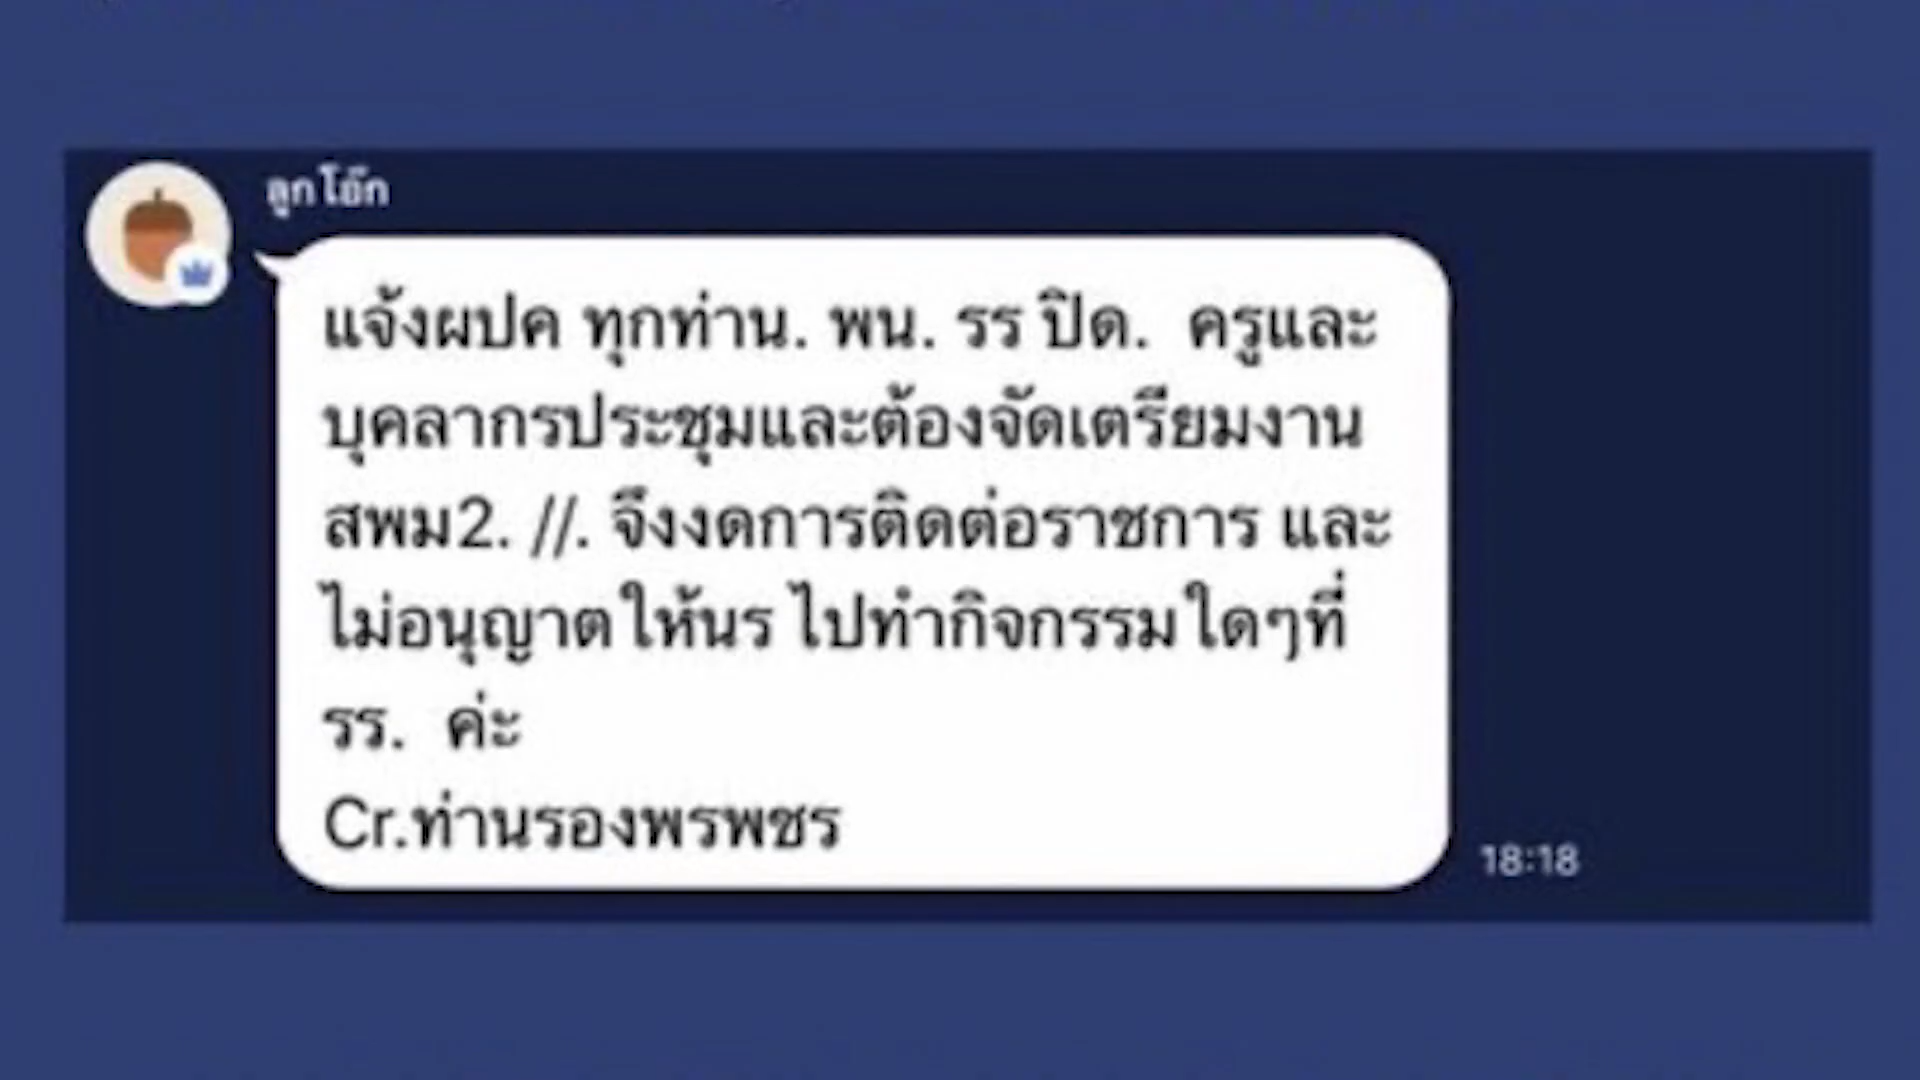 ลูกโอ๊ก
แจ้งผปค ทุกท่าน. พน. รร ปิด.  ครูและ
บุคลากรประชุมและต้องจัดเตรียมงาน
สพม2. //. จึงงดการติดต่อราชการ และ
ไม่อนุญาตให้นร ไปทำกิจกรรมใดๆที่
รร.  ค่ะ
Cr.ท่านรองพรพชร
18:18